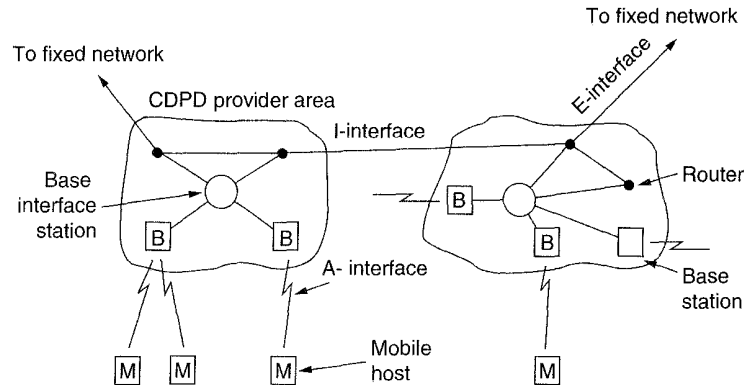 To fixed network
To fixed network
CDPD provider area
E-interface
I-interface
Base
interface
station
Router
B
B
B
B
A- interface
Base
station
Mobile
host
M
M
M
M